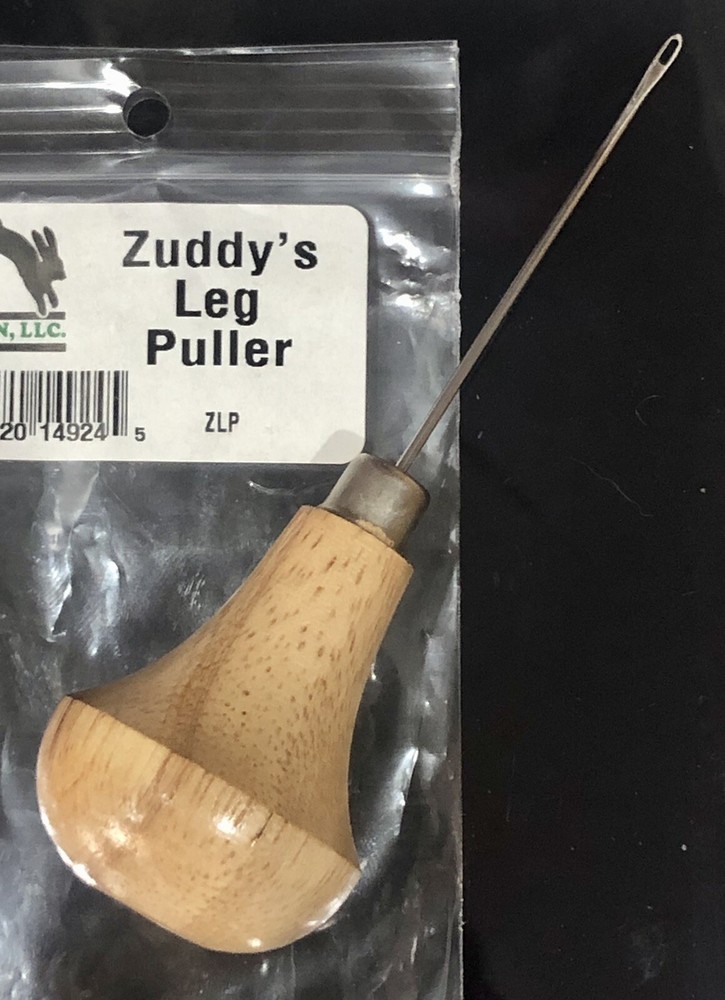 Zuddy's
Leg
Puller
N, LLC.
20 14924 5
ZLP